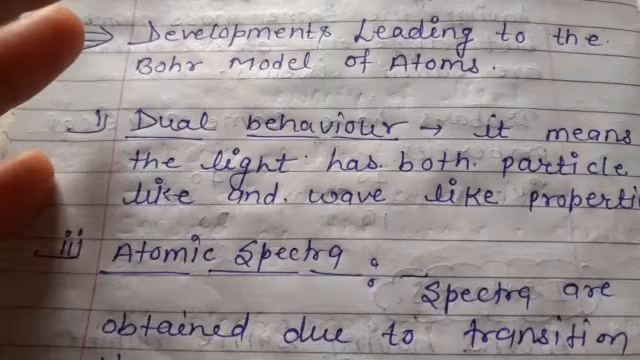 ⇒ Developments Leading to the
Bohr Model of Atoms.
i) Dual behaviour → it means
the light has both particle
like and wave like properti
ii) Atomic Spectra :
Spectra are
obtained due to transition